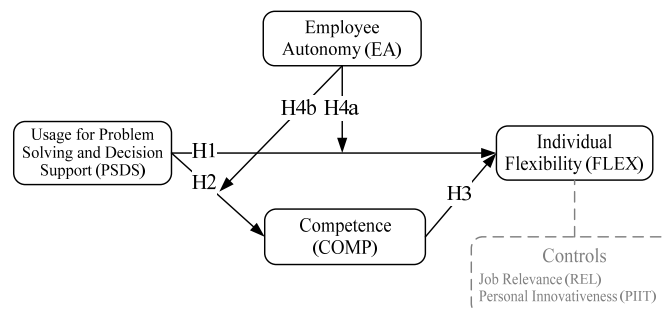 Employee
Autonomy (EA)
H4b H4a
Usage for Problem
Solving and Decision
Support (PSDS)
H1
H2
Individual
Flexibility (FLEX)
H3
Competence
(COMP)
Controls
Job Relevance (REL)
Personal Innovativeness (PIIT)